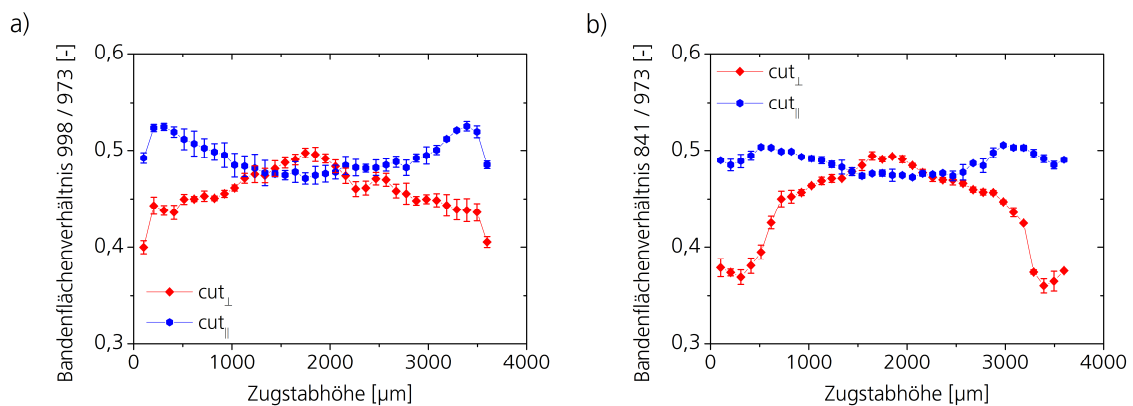 a)
Bandenflächenverhältnis 998 / 973 [-]
0,6
0,5
0,4
0,3
cut⊥
cut||
0
1000
2000
3000
4000
Zugstabhöhe [µm]
b)
Bandenflächenverhältnis 841 / 973 [-]
0,6
0,5
0,4
0,3
cut⊥
cut||
0
1000
2000
3000
4000
Zugstabhöhe [µm]